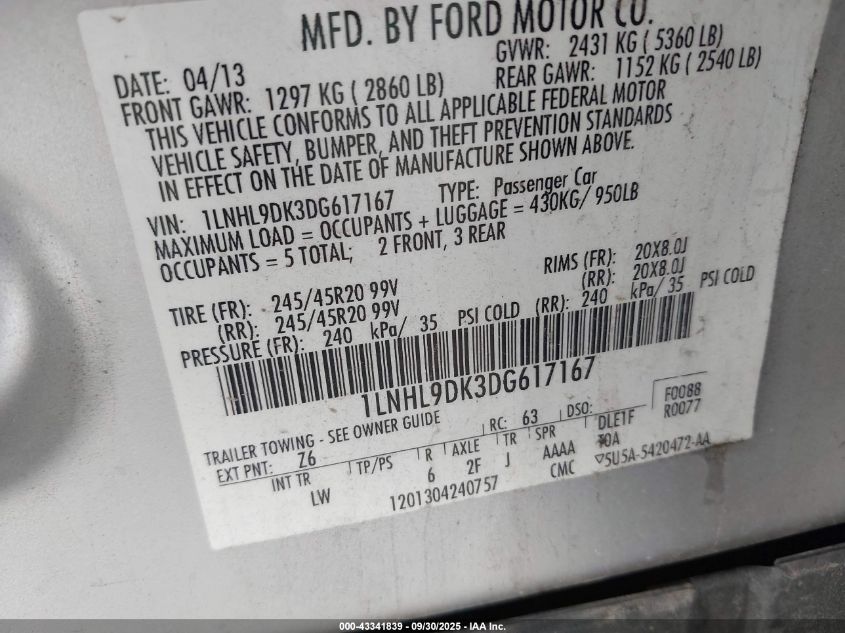 MFD. BY FORD MOTOR CO.
DATE: 04/13 GVWR: 2431 KG ( 5360 LB)
FRONT GAWR: 1297 KG ( 2860 LB) REAR GAWR: 1152 KG ( 2540 LB)
THIS VEHICLE CONFORMS TO ALL APPLICABLE FEDERAL MOTOR
VEHICLE SAFETY, BUMPER, AND THEFT PREVENTION STANDARDS
IN EFFECT ON THE DATE OF MANUFACTURE SHOWN ABOVE.
VIN: 1LNHL9DK3DG617167 TYPE: Passenger Car
MAXIMUM LOAD = OCCUPANTS + LUGGAGE = 430KG/ 950LB
OCCUPANTS = 5 TOTAL; 2 FRONT, 3 REAR
TIRE (FR): 245/45R20 99V RIMS (FR): 20X8.0J
(RR): 245/45R20 99V (RR): 20X8.0J
PRESSURE (FR): 240 kPa/ 35 PSI COLD (RR): 240 kPa/ 35 PSI COLD
1LNHL9DK3DG617167
F0088
R0077
TRAILER TOWING - SEE OWNER GUIDE RC: 63 DSO:
EXT PNT: Z6 DLE1F
INT TR TP/PS R AXLE TR SPR
LW 6 2F J AAAA
CMC
1201304240757 5U5A-5420472-AA
000-43341839 - 09/30/2025 - IAA Inc.